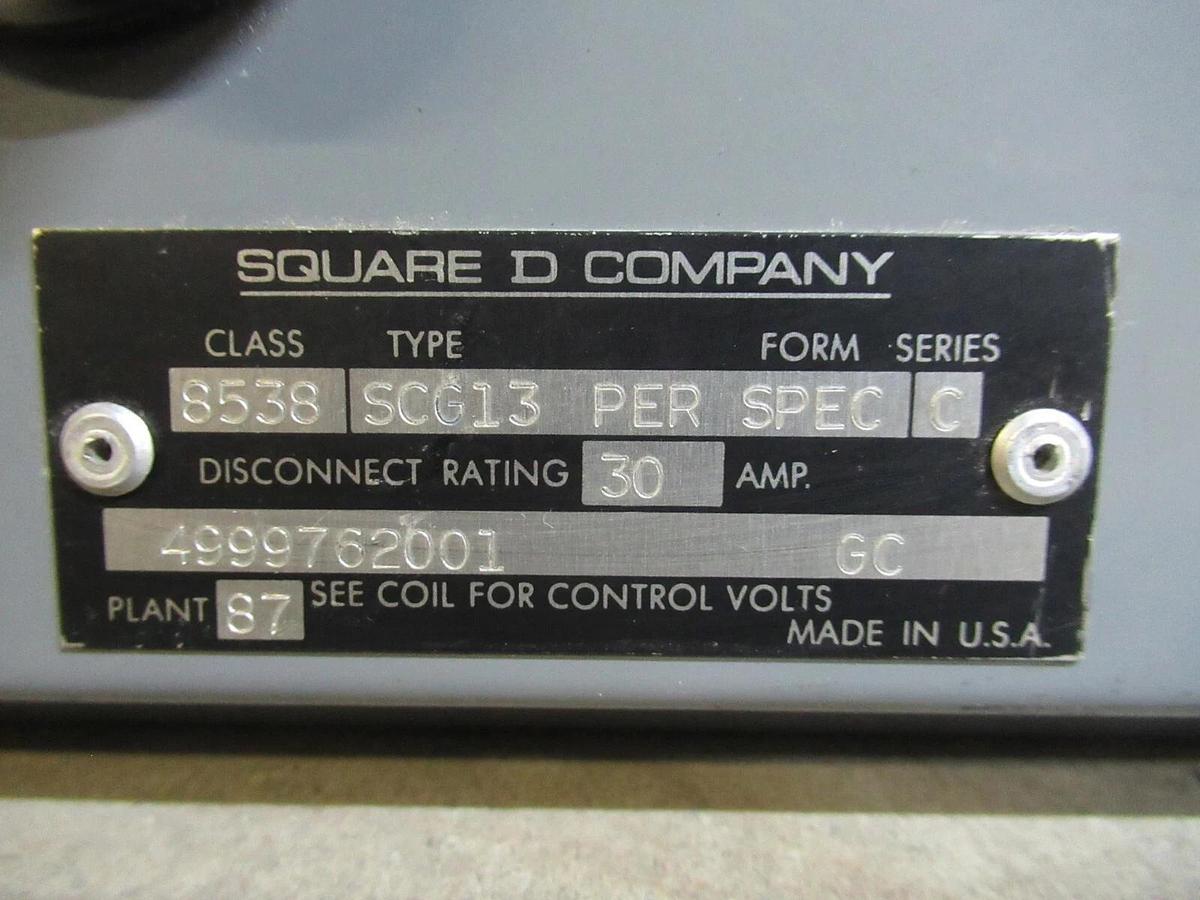 SQUARE D COMPANY
CLASS TYPE FORM SERIES
8538 SCG13 PER SPEC C
DISCONNECT RATING 30 AMP.
4999762001 GC
PLANT 87 SEE COIL FOR CONTROL VOLTS
MADE IN U.S.A.